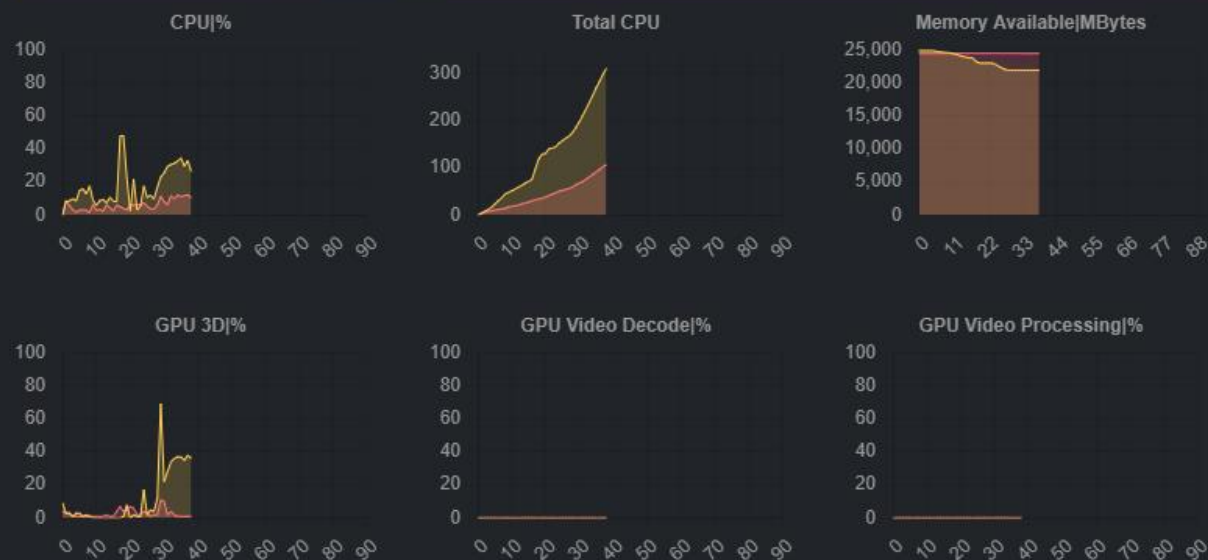 CPU|%
100
80
60
40
20
0
0 10 20 30 40 50 60 70 80 90
Total CPU
300
200
100
0
0 10 20 30 40 50 60 70 80 90
Memory Available|MBytes
25,000
20,000
15,000
10,000
5,000
0
0 11 22 33 44 55 66 77 88
GPU 3D|%
100
80
60
40
20
0
0 10 20 30 40 50 60 70 80 90
GPU Video Decode|%
100
80
60
40
20
0
0 10 20 30 40 50 60 70 80 90
GPU Video Processing|%
100
80
60
40
20
0
0 10 20 30 40 50 60 70 80 90